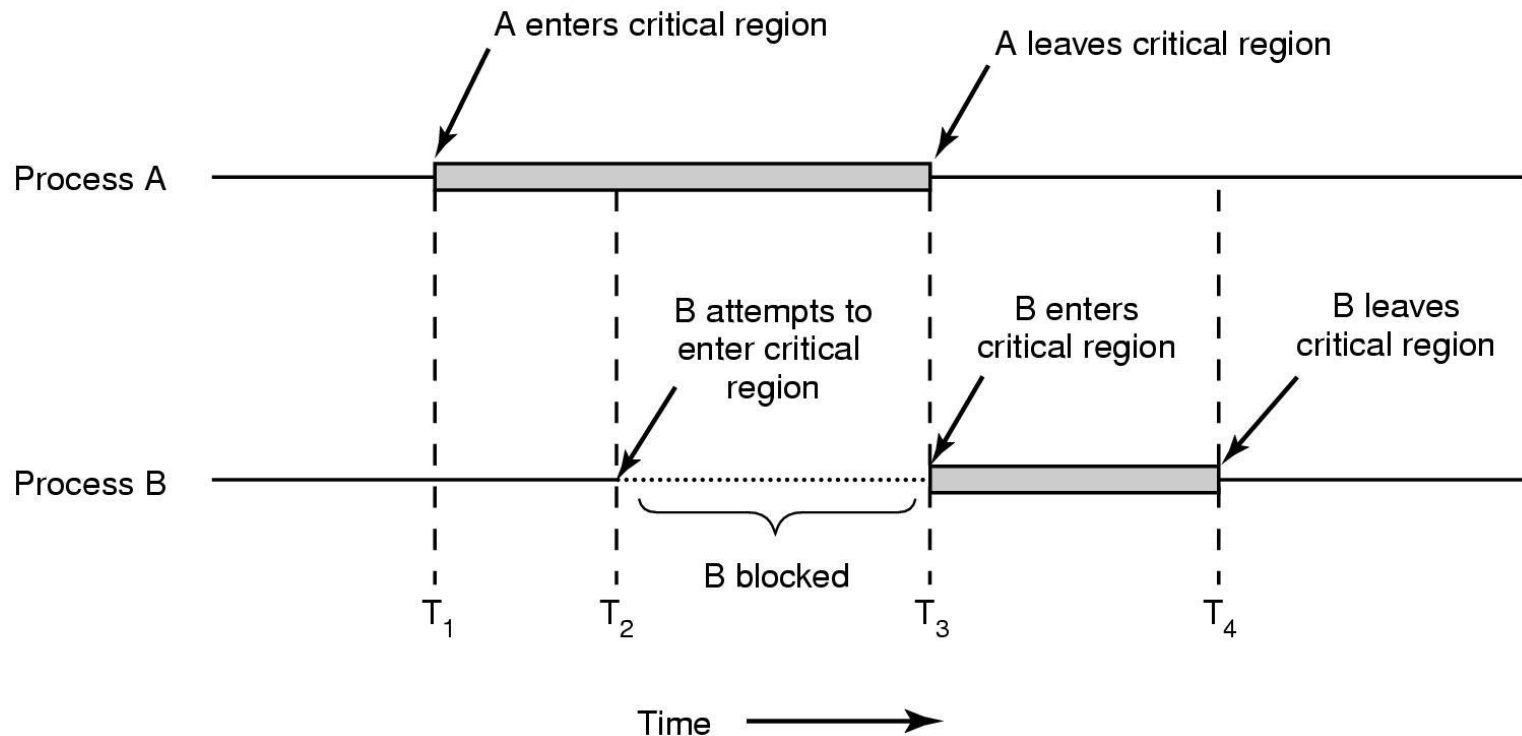 A enters critical region
A leaves critical region
Process A
B attempts to
enter critical
region
B enters
critical region
B leaves
critical region
Process B
B blocked
T1
T2
T3
T4
Time